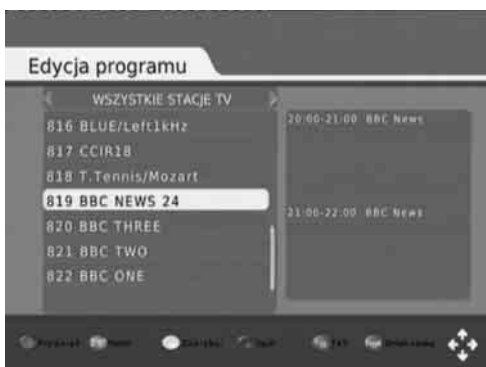 Edycja programu
WSZYSTKIE STACJE TV
816 BLUE/Left1kHz
817 CCIR18
818 T.Tennis/Mozart
819 BBC NEWS 24
820 BBC THREE
821 BBC TWO
822 BBC ONE
20:00-21:00 BBC News
21:00-22:00 BBC News